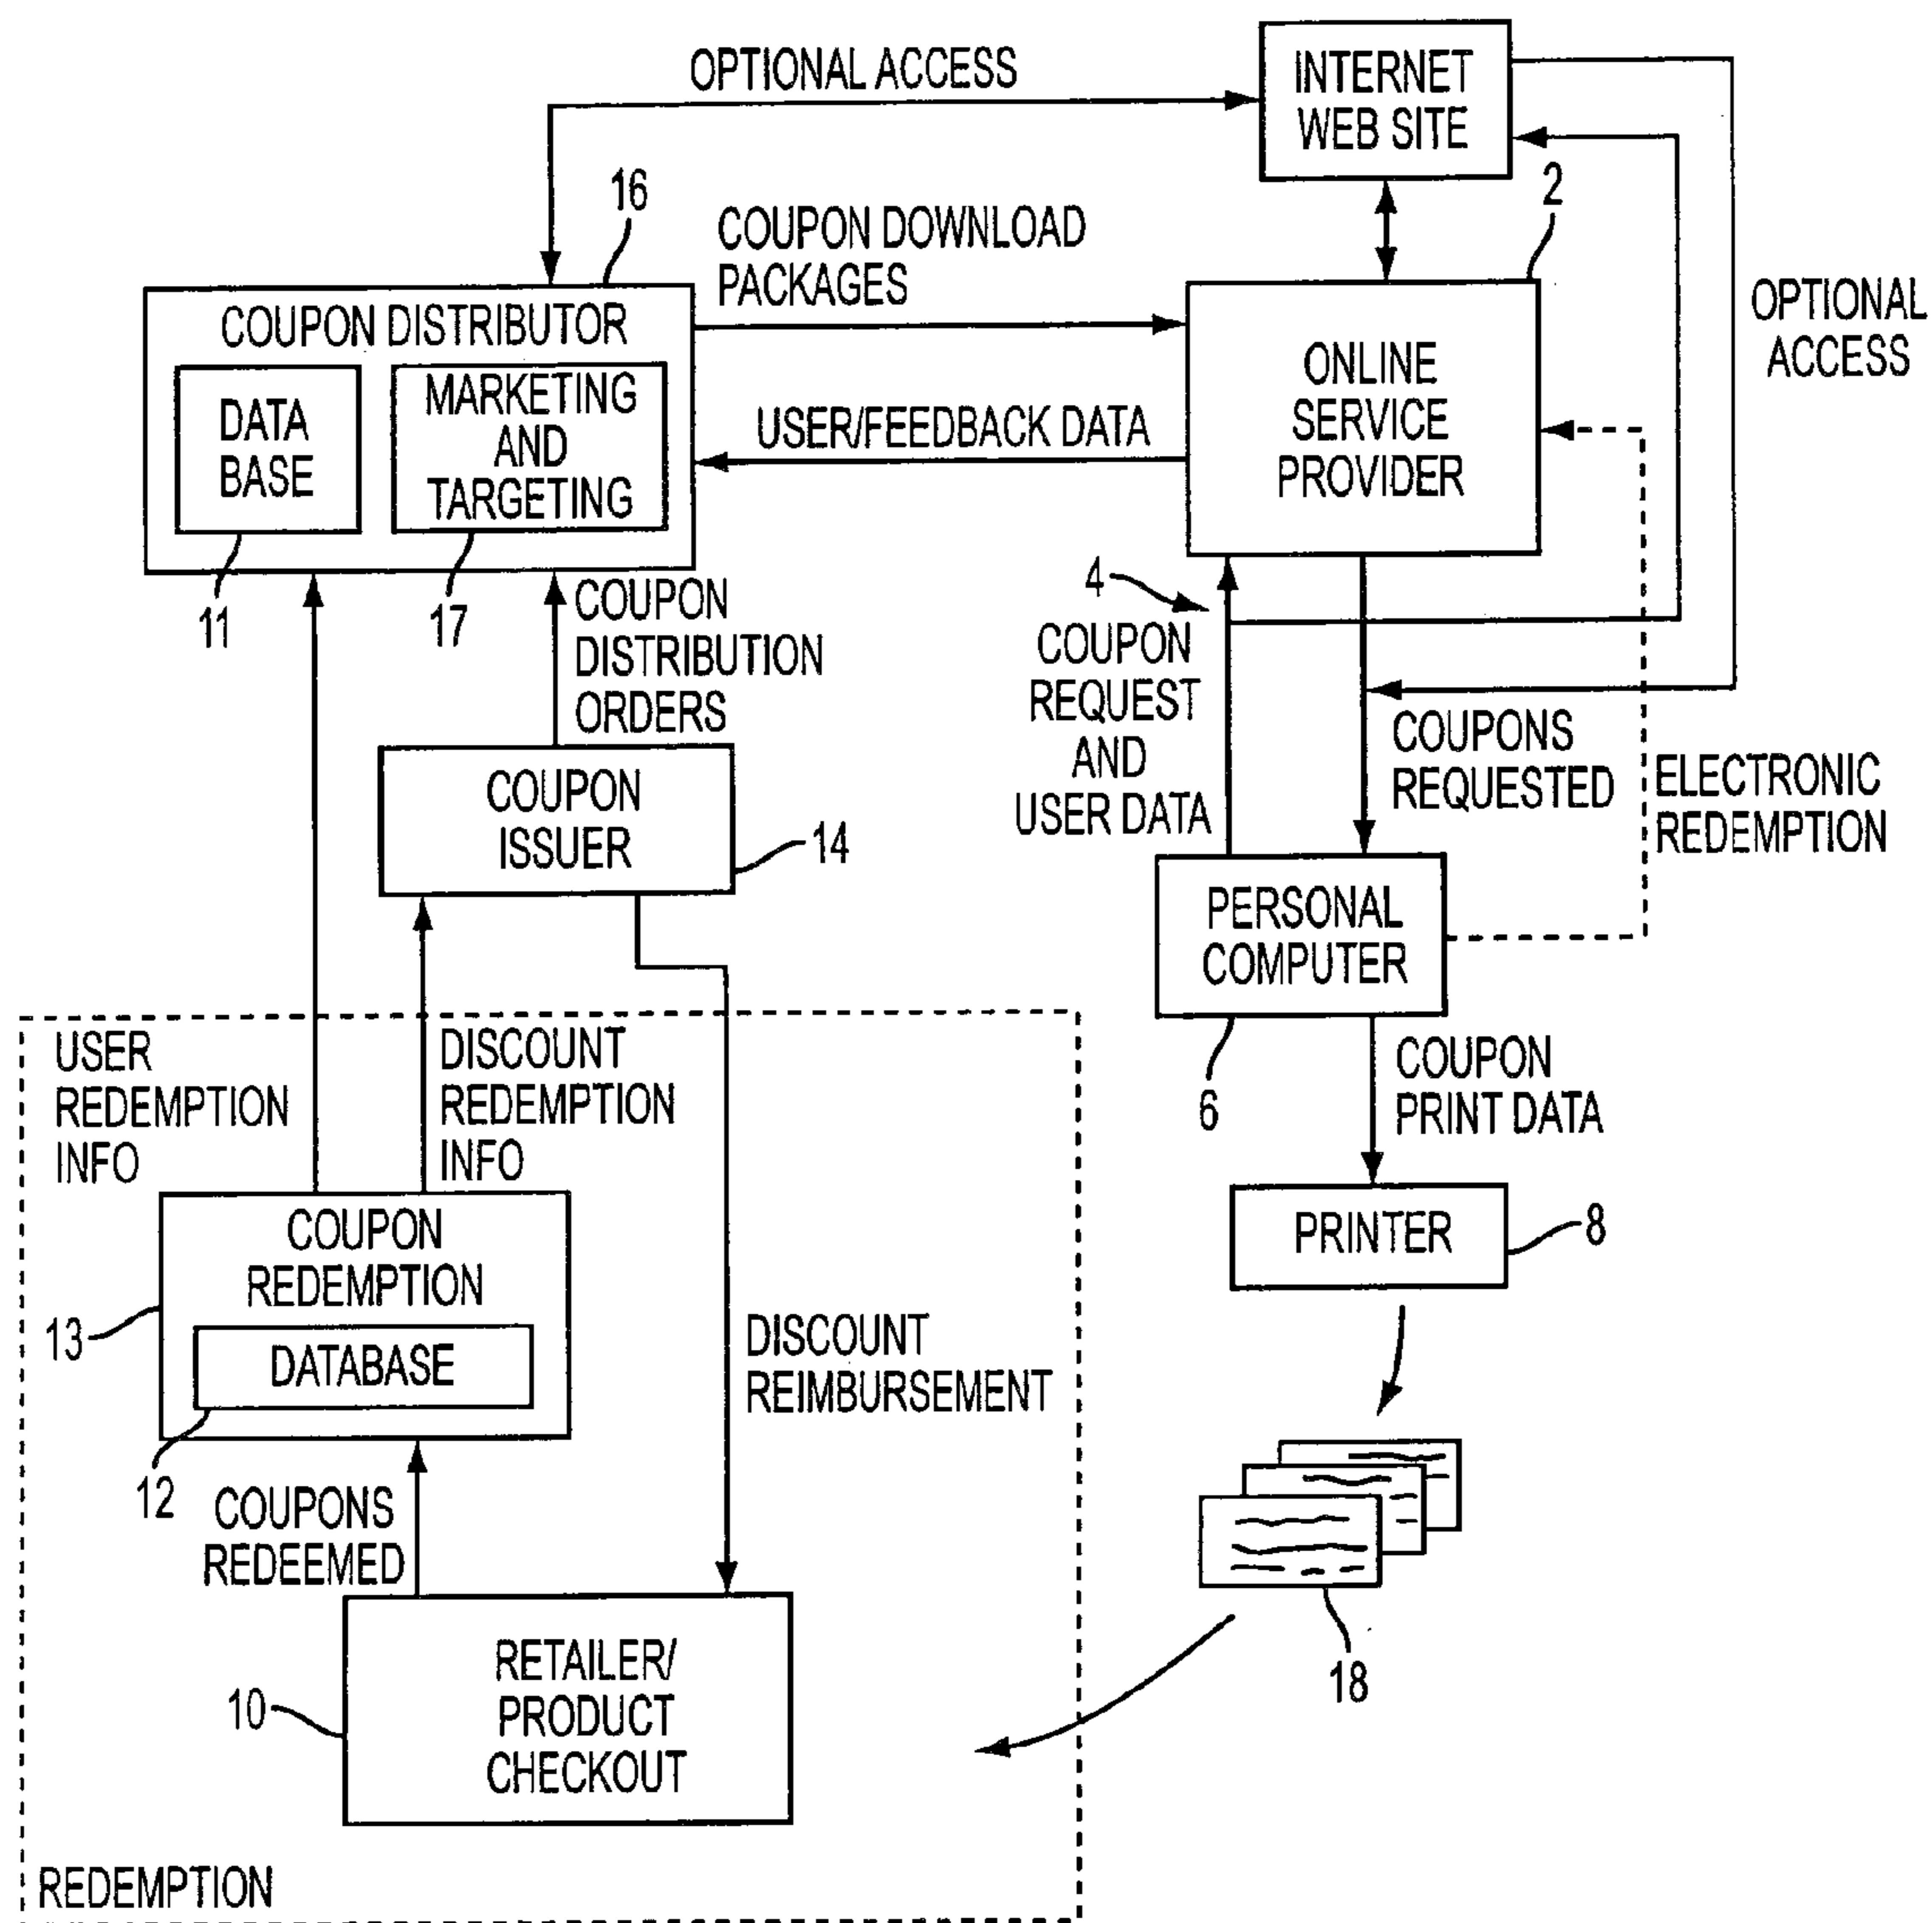 OPTIONAL ACCESS
INTERNET
WEB SITE
16
COUPON DOWNLOAD
PACKAGES
2
OPTIONAL
ACCESS
COUPON DISTRIBUTOR
DATA
BASE
MARKETING
AND
TARGETING
USER/FEEDBACK DATA
ONLINE
SERVICE
PROVIDER
11
17
COUPON
DISTRIBUTION
ORDERS
4
COUPON
REQUEST
AND
USER DATA
COUPONS
REQUESTED
ELECTRONIC
REDEMPTION
COUPON
ISSUER
14
PERSONAL
COMPUTER
6
USER
REDEMPTION
INFO
DISCOUNT
REDEMPTION
INFO
COUPON
PRINT DATA
PRINTER
8
COUPON
REDEMPTION
DATABASE
13
12
DISCOUNT
REIMBURSEMENT
COUPONS
REDEEMED
18
RETAILER/
PRODUCT
CHECKOUT
10
REDEMPTION